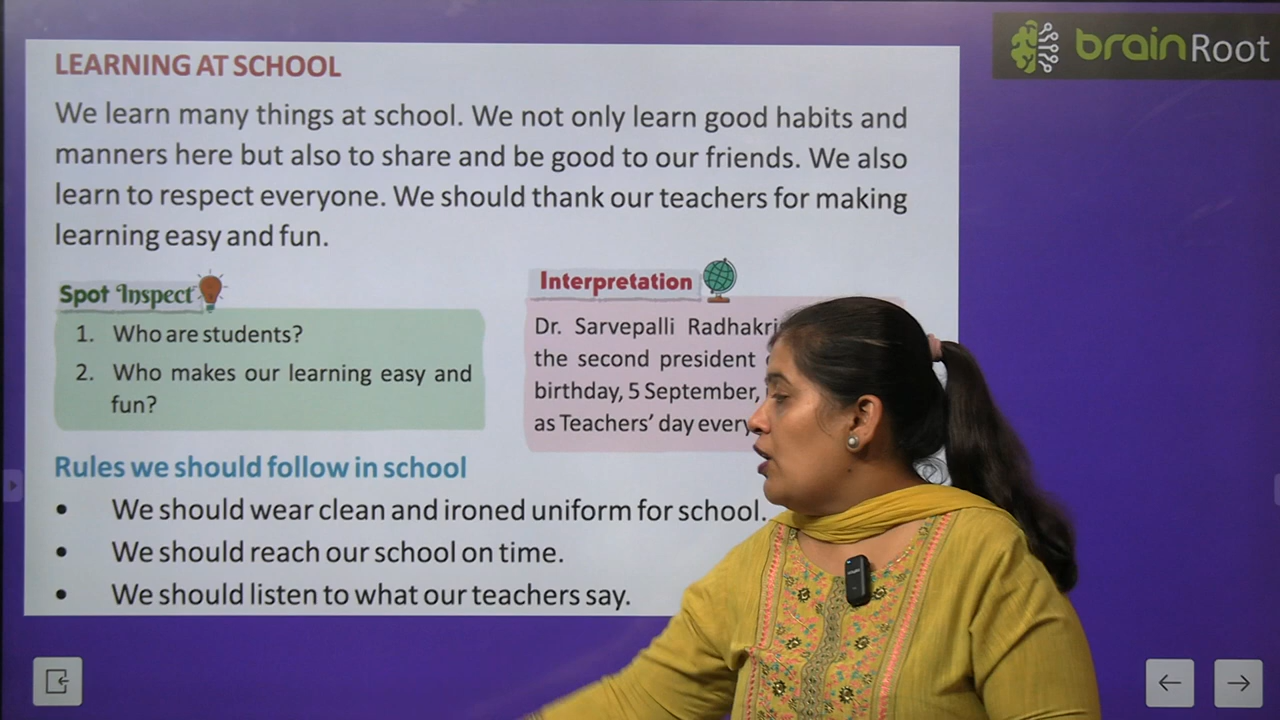 brainRoot
LEARNING AT SCHOOL
We learn many things at school. We not only learn good habits and
manners here but also to share and be good to our friends. We also
learn to respect everyone. We should thank our teachers for making
learning easy and fun.
Spot Inspect
1. Who are students?
2. Who makes our learning easy and
fun?
Interpretation
Dr. Sarvepalli
the second president
birthday, 5 September,
as Teachers' day
Rules we should follow in school
• We should wear clean and ironed uniform for school.
• We should reach our school on time.
• We should listen to what our teachers say.